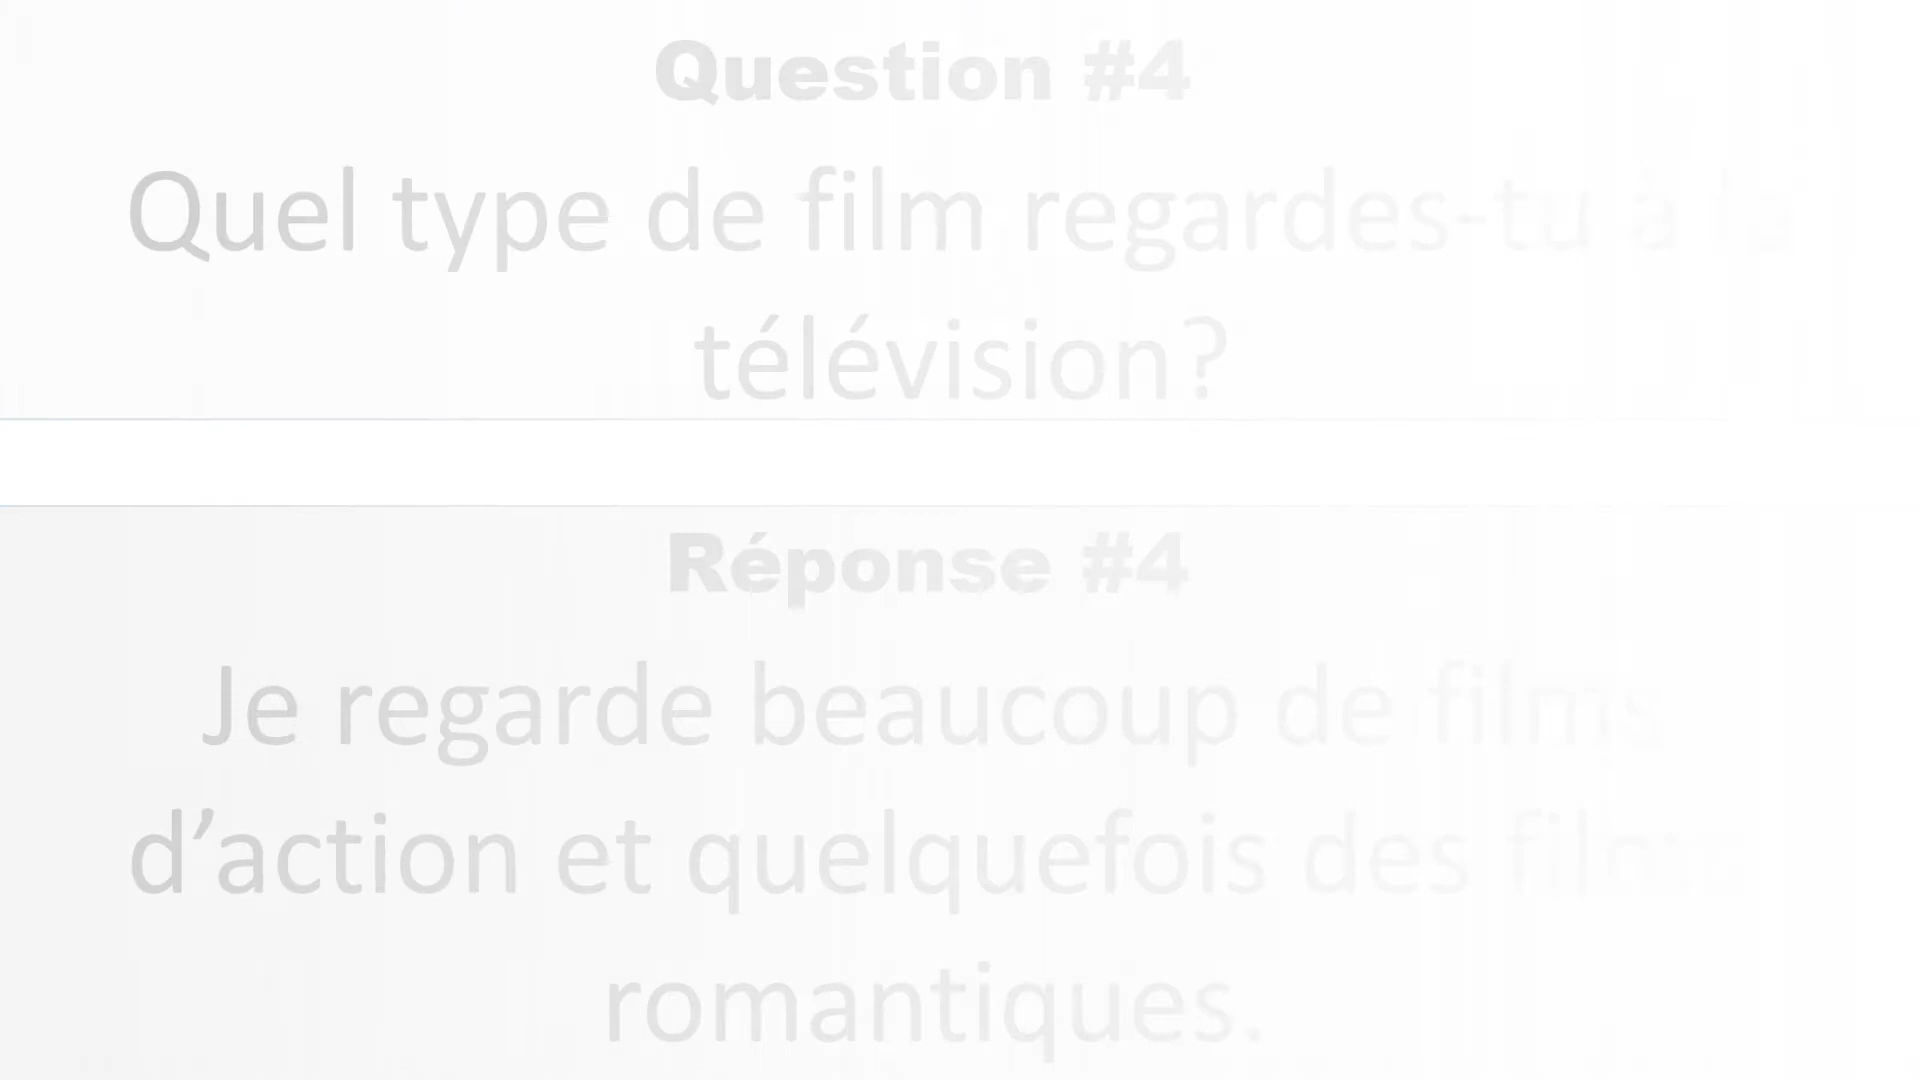 Question #4
Quel type de film regardes-tu à la
télévision?
Réponse #4
Je regarde beaucoup de films
d’action et quelquefois des films
romantiques.